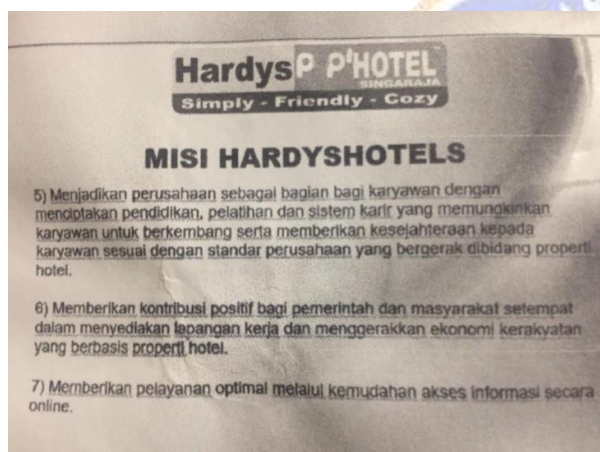 Hardys P P'HOTEL
SINGARAJA
Simply - Friendly - Cozy
MISI HARDYSHOTELS
5) Menjadikan perusahaan sebagai bagian bagi karyawan dengan
menciptakan pendidikan, pelatihan dan sistem karir yang memungkinkan
karyawan untuk berkembang serta memberikan kesejahteraan kepada
karyawan sesuai dengan standar perusahaan yang bergerak dibidang properti
hotel.
6) Memberikan kontribusi positif bagi pemerintah dan masyarakat setempat
dalam menyediakan lapangan kerja dan menggerakkan ekonomi kerakyatan
yang berbasis properti hotel.
7) Memberikan pelayanan optimal melalui kemudahan akses informasi secara
online.